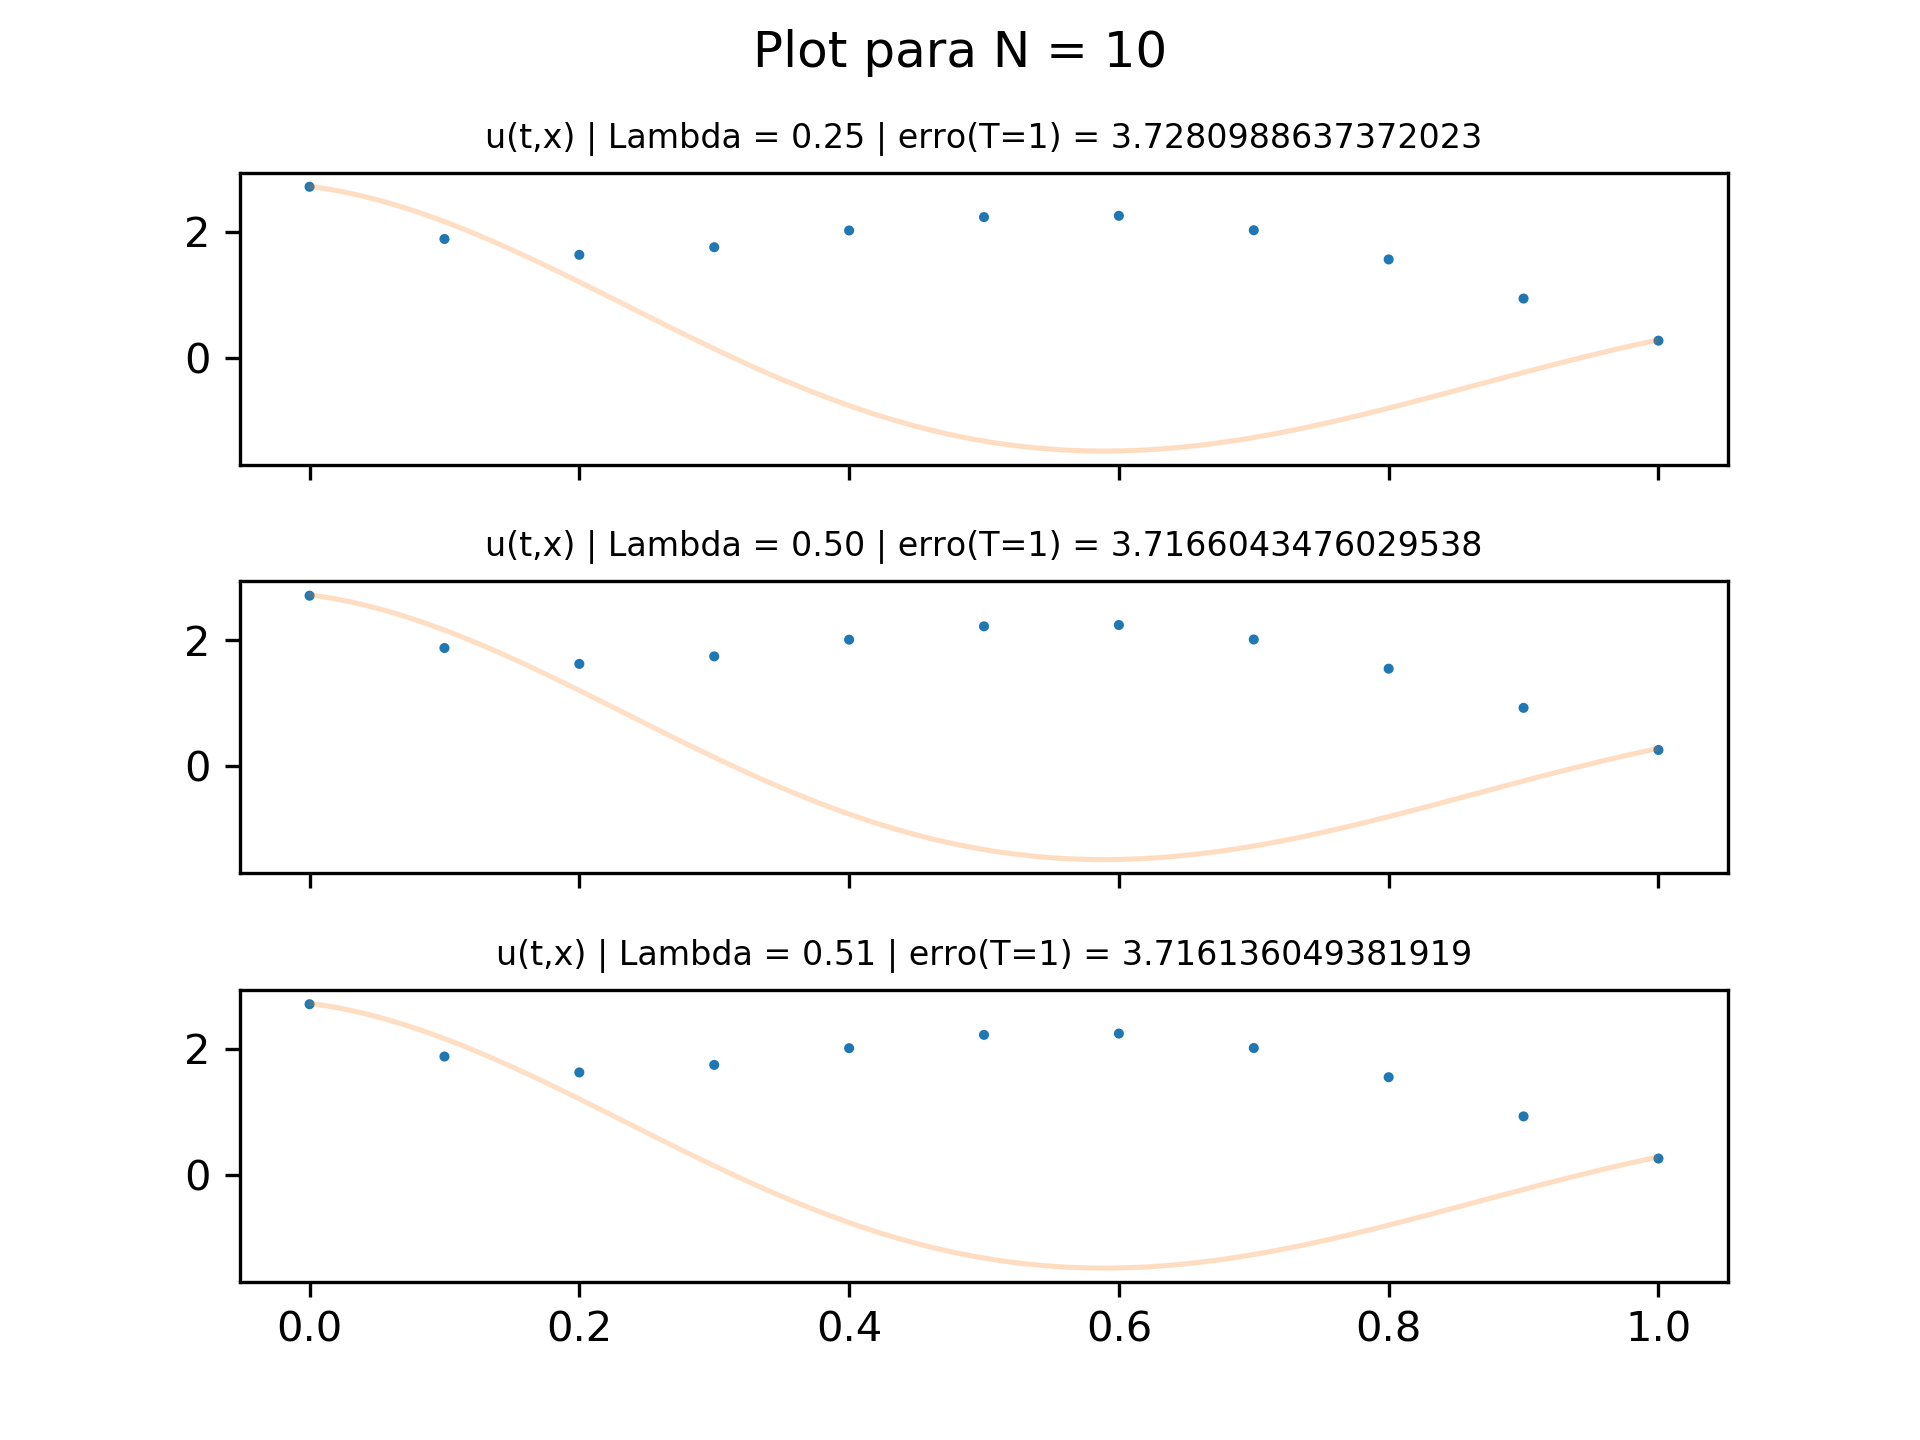 Plot para N = 10
u(t,x) | Lambda = 0.25 | erro(T=1) = 3.7280988637372023
2
0
u(t,x) | Lambda = 0.50 | erro(T=1) = 3.7166043476029538
2
0
u(t,x) | Lambda = 0.51 | erro(T=1) = 3.716136049381919
2
0
0.0 0.2 0.4 0.6 0.8 1.0